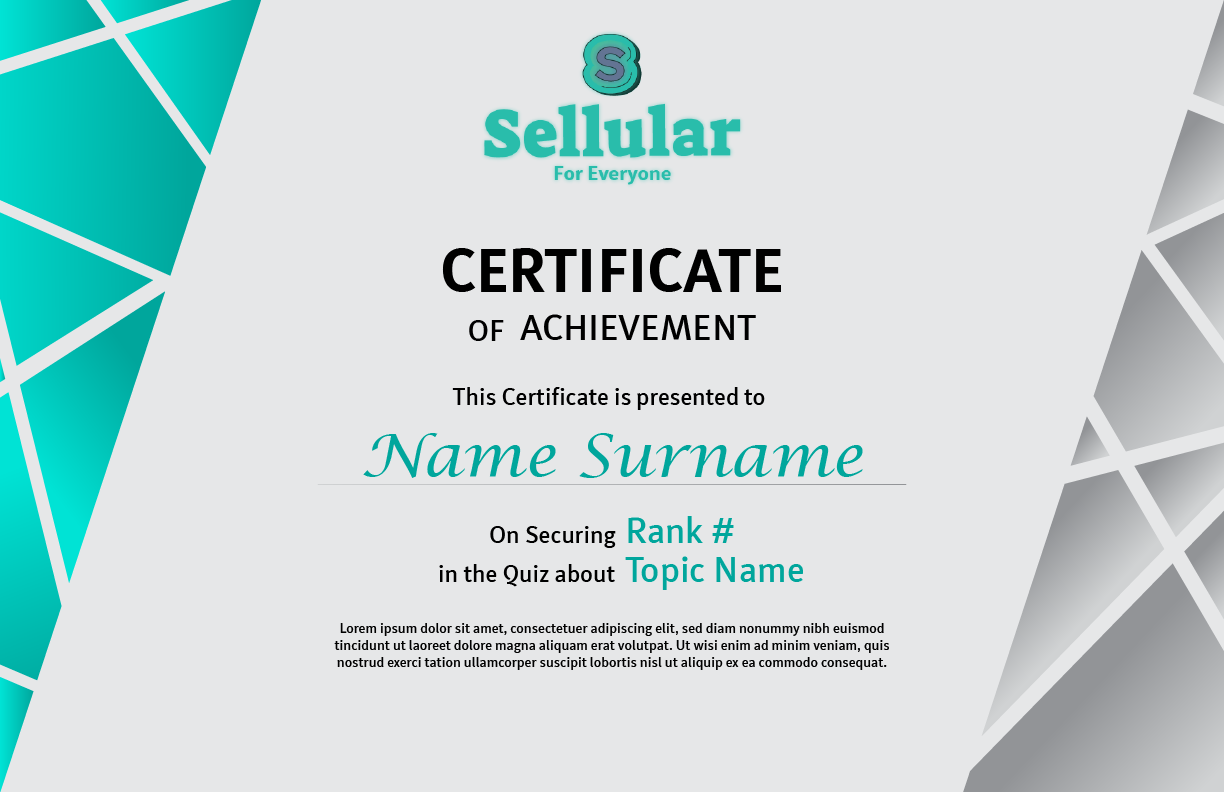 S
Sellular
For Everyone
CERTIFICATE
OF ACHIEVEMENT
This Certificate is presented to
Name Surname
On Securing Rank #
in the Quiz about Topic Name
Lorem ipsum dolor sit amet, consectetuer adipiscing elit, sed diam nonummy nibh euismod
tincidunt ut laoreet dolore magna aliquam erat volutpat. Ut wisi enim ad minim veniam, quis
nostrud exerci tation ullamcorper suscipit lobortis nisl ut aliquip ex ea commodo consequat.